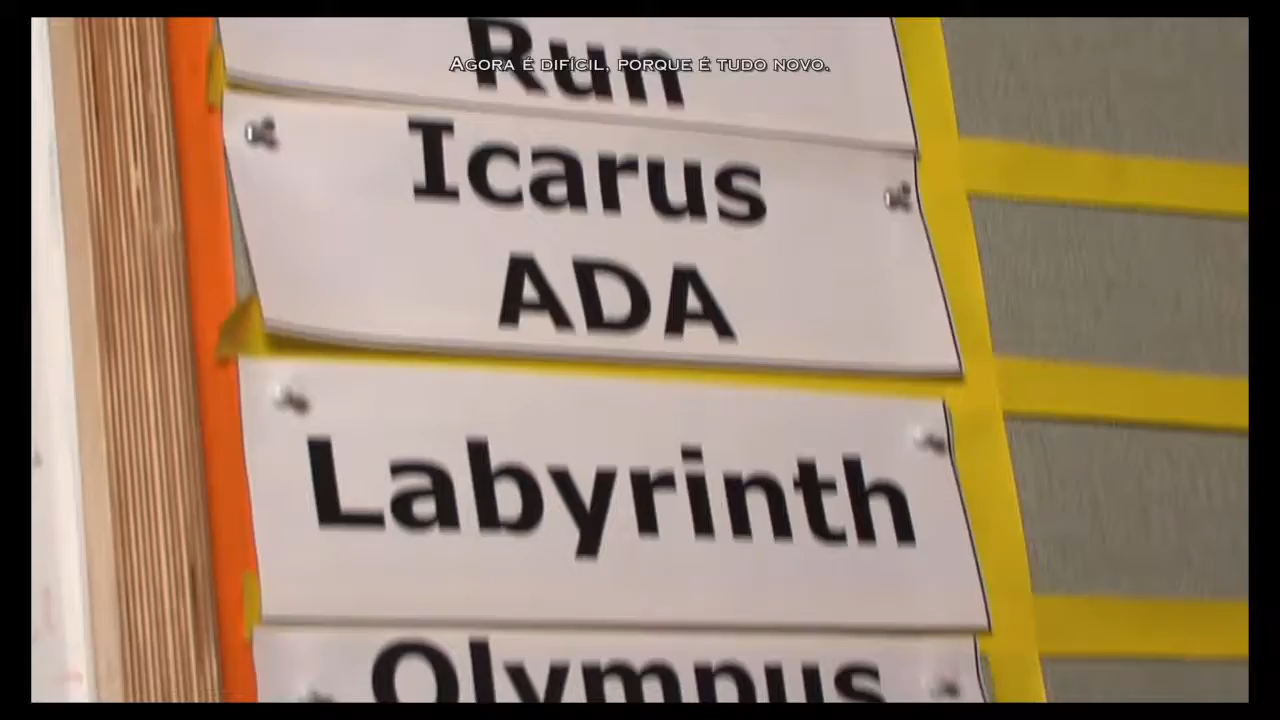 Run
AGORA É DIFÍCIL, PORQUE É TUDO NOVO.
Icarus
ADA
Labyrinth
Olympus